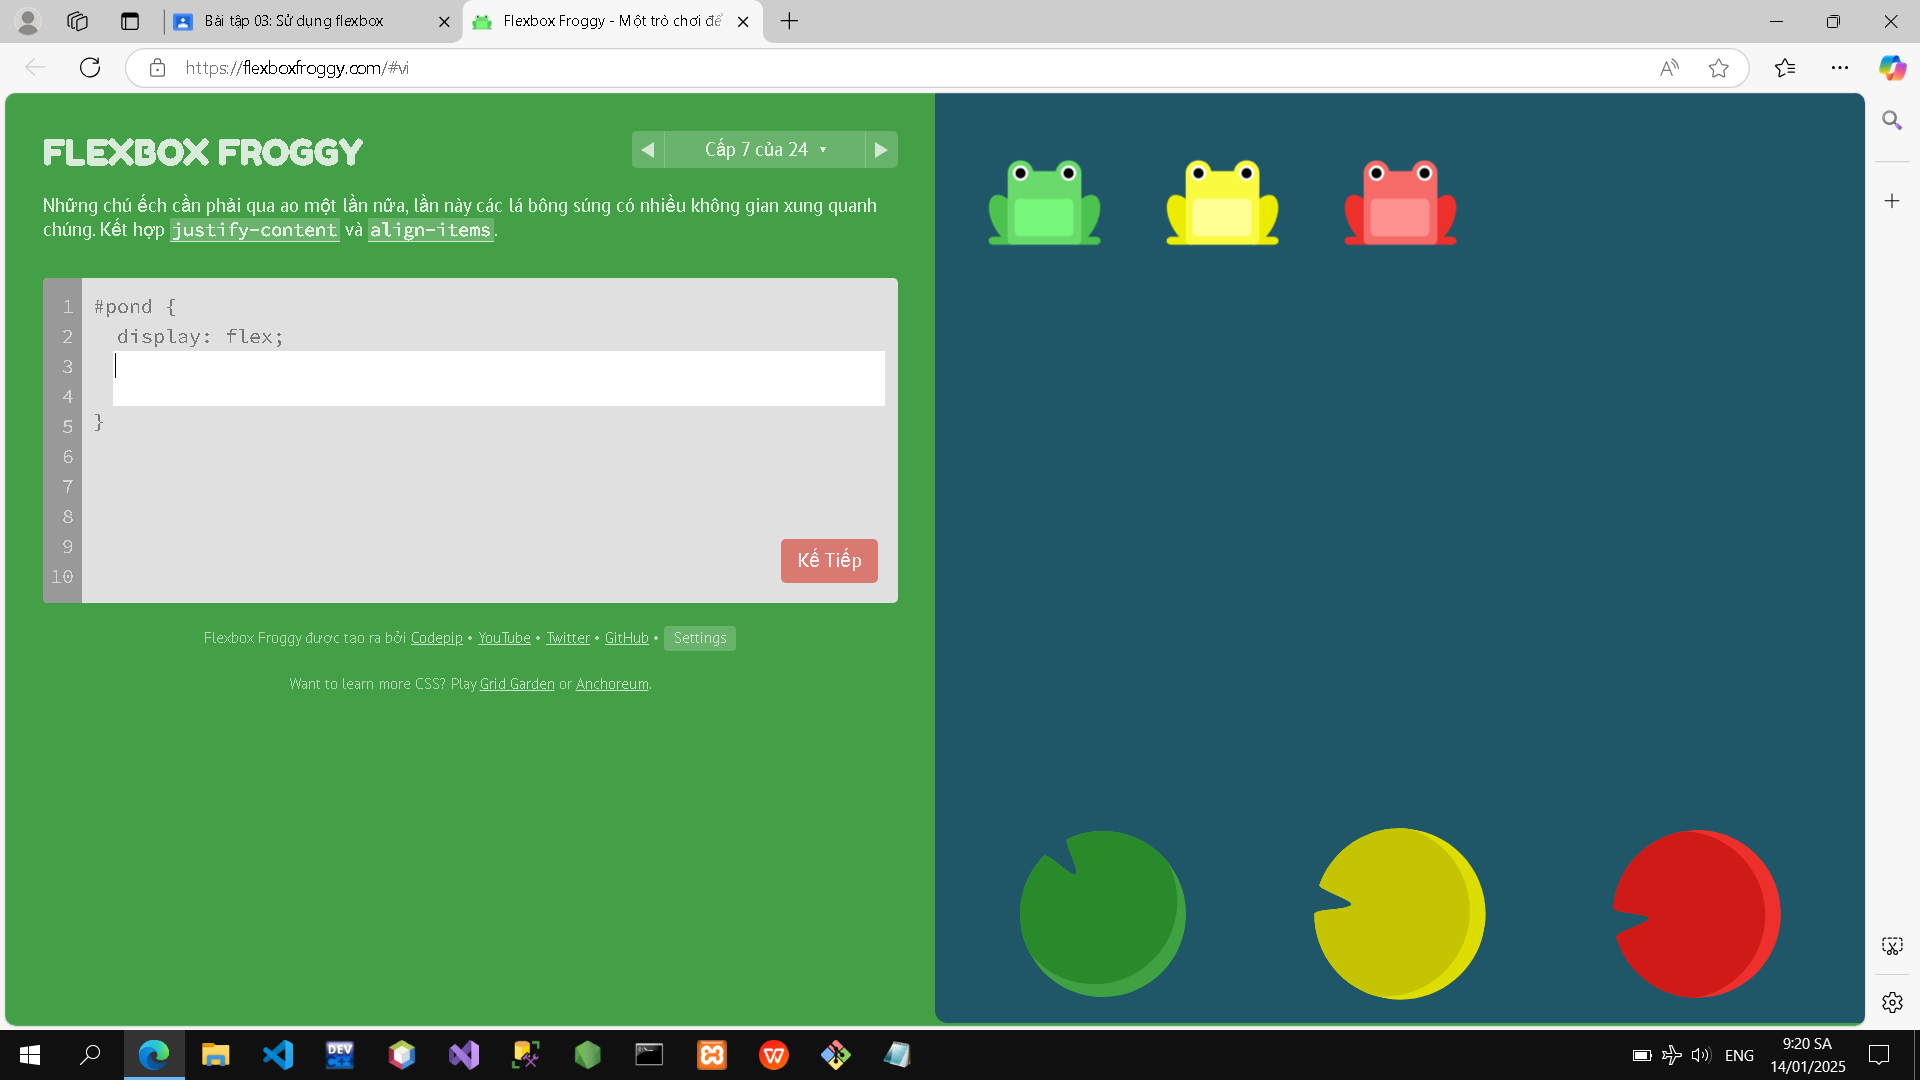 Bài tập 03: Sử dụng flexbox
Flexbox Froggy - Một trò chơi để
https://flexboxfroggy.com/#vi
FLEXBOX FROGGY
Cấp 7 của 24
Những chú ếch cần phải qua ao một lần nữa, lần này các lá bông súng có nhiều không gian xung quanh
chúng. Kết hợp justify-content và align-items.
1 #pond {
2 display: flex;
3
4
5 }
6
7
8
9
10
Kế Tiếp
Flexbox Froggy được tạo ra bởi Codepip • YouTube • Twitter • GitHub • Settings
Want to learn more CSS? Play Grid Garden or Anchoreum.
DEV
C++
ENG
9:20 SA
14/01/2025